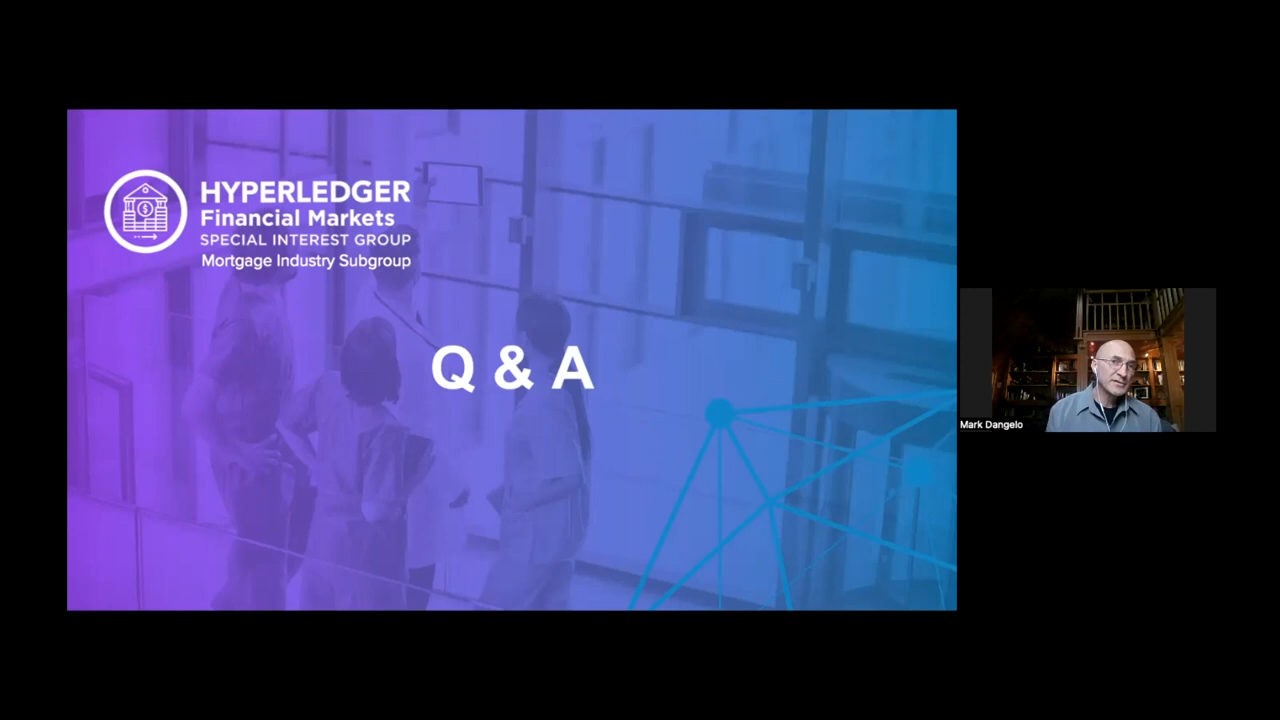 HYPERLEDGER
Financial Markets
SPECIAL INTEREST GROUP
Mortgage Industry Subgroup
Q & A
Mark Dangelo